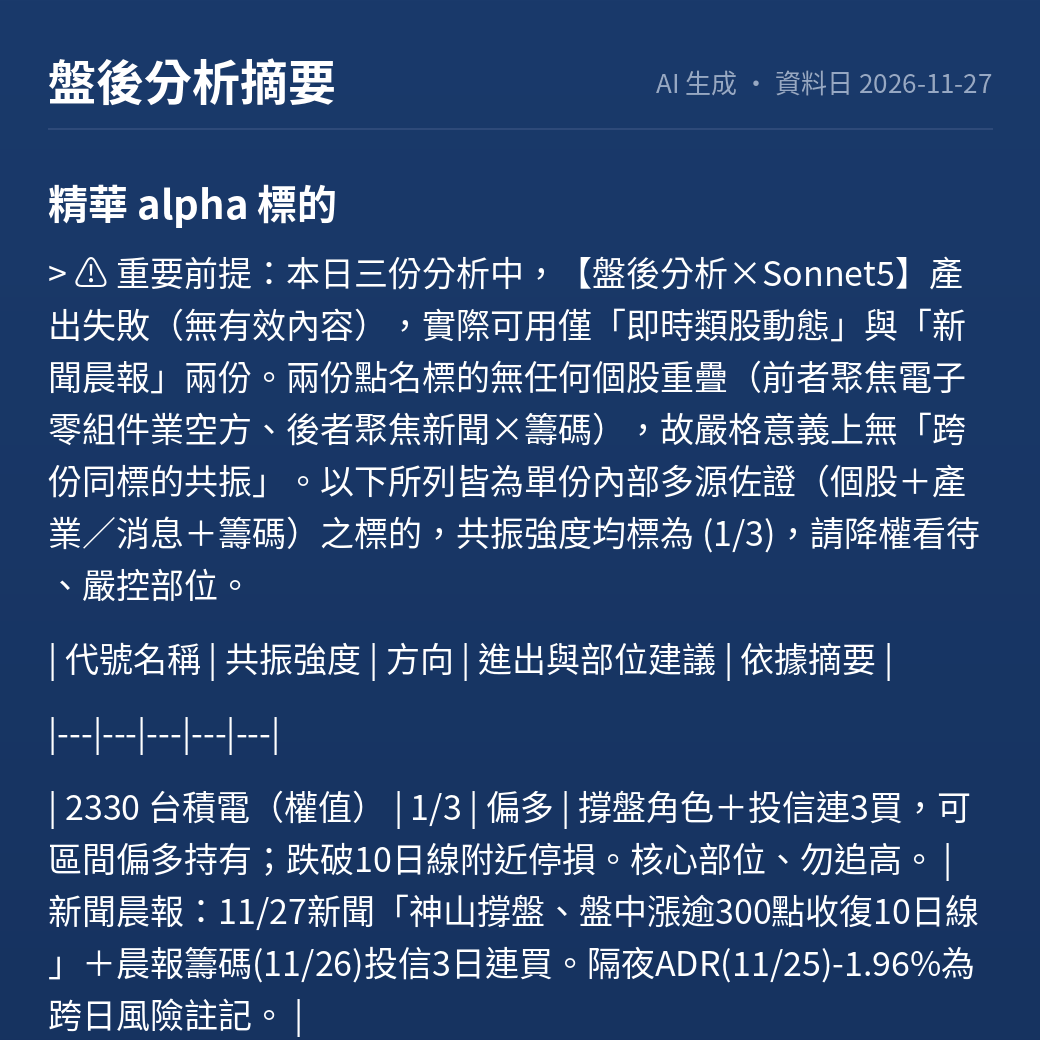 盤後分析摘要
AI 生成 · 資料日 2026-11-27
精華 alpha 標的
> ⚠ 重要前提：本日三份分析中，【盤後分析×Sonnet5】產
出失敗（無有效內容），實際可用僅「即時類股動態」與「新
聞晨報」兩份。兩份點名標的無任何個股重疊（前者聚焦電子
零組件業空方、後者聚焦新聞×籌碼），故嚴格意義上無「跨
份同標的共振」。以下所列皆為單份內部多源佐證（個股＋產
業／消息＋籌碼）之標的，共振強度均標為 (1/3)，請降權看待
、嚴控部位。
| 代號名稱 | 共振強度 | 方向 | 進出與部位建議 | 依據摘要 |
|---|---|---|---|---|
| 2330 台積電（權值） | 1/3 | 偏多 | 撐盤角色＋投信連3買，可
區間偏多持有；跌破10日線附近停損。核心部位、勿追高。 |
新聞晨報：11/27新聞「神山撐盤、盤中漲逾300點收復10日線
」＋晨報籌碼(11/26)投信3日連買。隔夜ADR(11/25)-1.96%為
跨日風險註記。 |